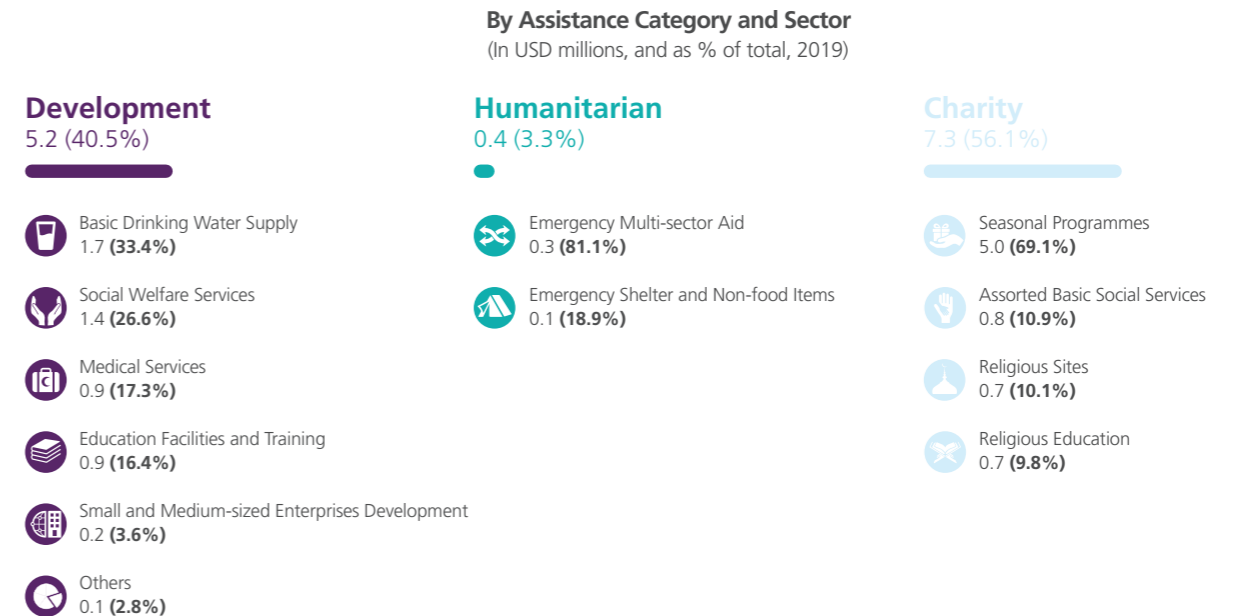 By Assistance Category and Sector
(In USD millions, and as % of total, 2019)
Development
5.2 (40.5%)
Basic Drinking Water Supply
1.7 (33.4%)
Social Welfare Services
1.4 (26.6%)
Medical Services
0.9 (17.3%)
Education Facilities and Training
0.9 (16.4%)
Small and Medium-sized Enterprises Development
0.2 (3.6%)
Others
0.1 (2.8%)
Humanitarian
0.4 (3.3%)
Emergency Multi-sector Aid
0.3 (81.1%)
Emergency Shelter and Non-food Items
0.1 (18.9%)
Charity
7.3 (56.1%)
Seasonal Programmes
5.0 (69.1%)
Assorted Basic Social Services
0.8 (10.9%)
Religious Sites
0.7 (10.1%)
Religious Education
0.7 (9.8%)